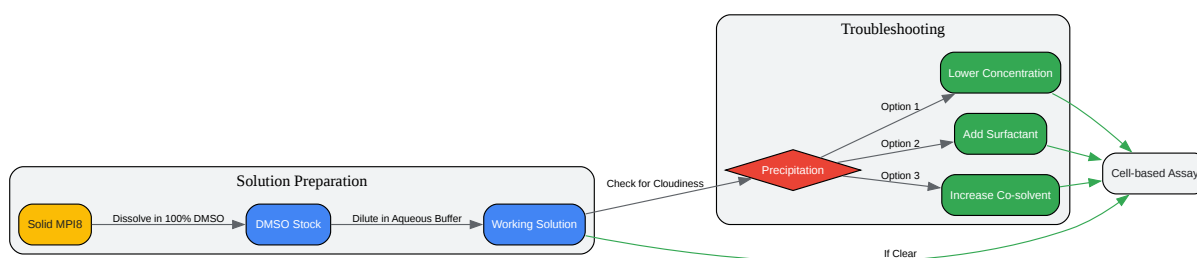 Troubleshooting
Lower Concentration
Option 1
Add Surfactant
Option 2
Precipitation
Option 3
Increase Co-solvent
Cell-based Assay
Solution Preparation
Check for Cloudiness
Solid MPI8
Dissolve in 100% DMSO
DMSO Stock
Dilute in Aqueous Buffer
Working Solution
If Clear